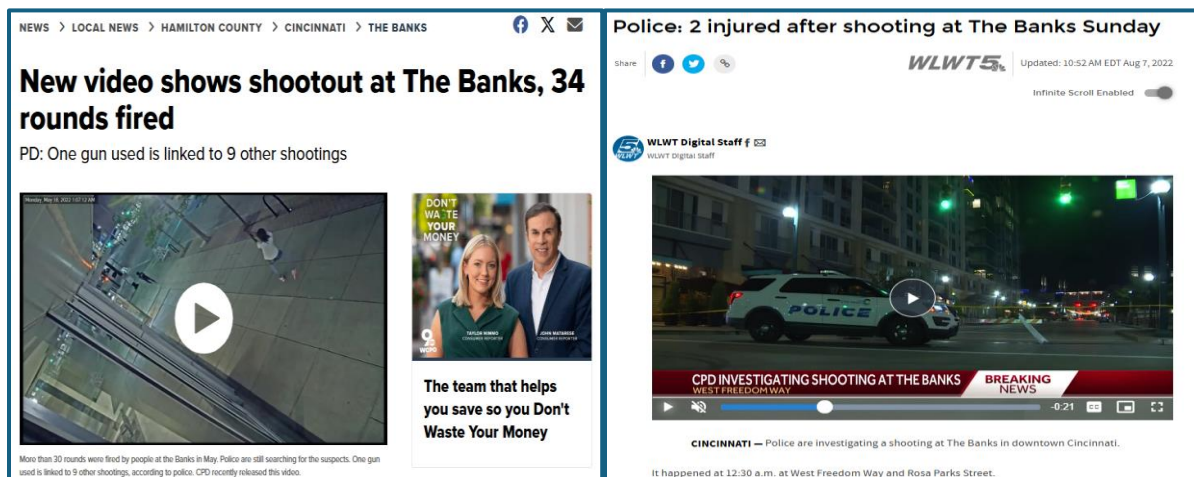 NEWS > LOCAL NEWS > HAMILTON COUNTY > CINCINNATI > THE BANKS
New video shows shootout at The Banks, 34
rounds fired
PD: One gun used is linked to 9 other shootings
DON'T
WASTE
YOUR
MONEY
9
WCPO
TAYLOR NIMMO
CONSUMER REPORTER
JOHN MATARESE
CONSUMER REPORTER
The team that helps
you save so you Don't
Waste Your Money
More than 30 rounds were fired by people at the Banks in May. Police are still searching for the suspects. One gun
used is linked to 9 other shootings, according to police. CPD recently released this video.
Police: 2 injured after shooting at The Banks Sunday
Share
WLWT5
Updated: 10:52 AM EDT Aug 7, 2022
Infinite Scroll Enabled
WLWT Digital Staff
WLWT Digital Staff
POLICE
CPD INVESTIGATING SHOOTING AT THE BANKS
WEST FREEDOM WAY
BREAKING
NEWS
-0:21
CC
CINCINNATI — Police are investigating a shooting at The Banks in downtown Cincinnati.
It happened at 12:30 a.m. at West Freedom Way and Rosa Parks Street.